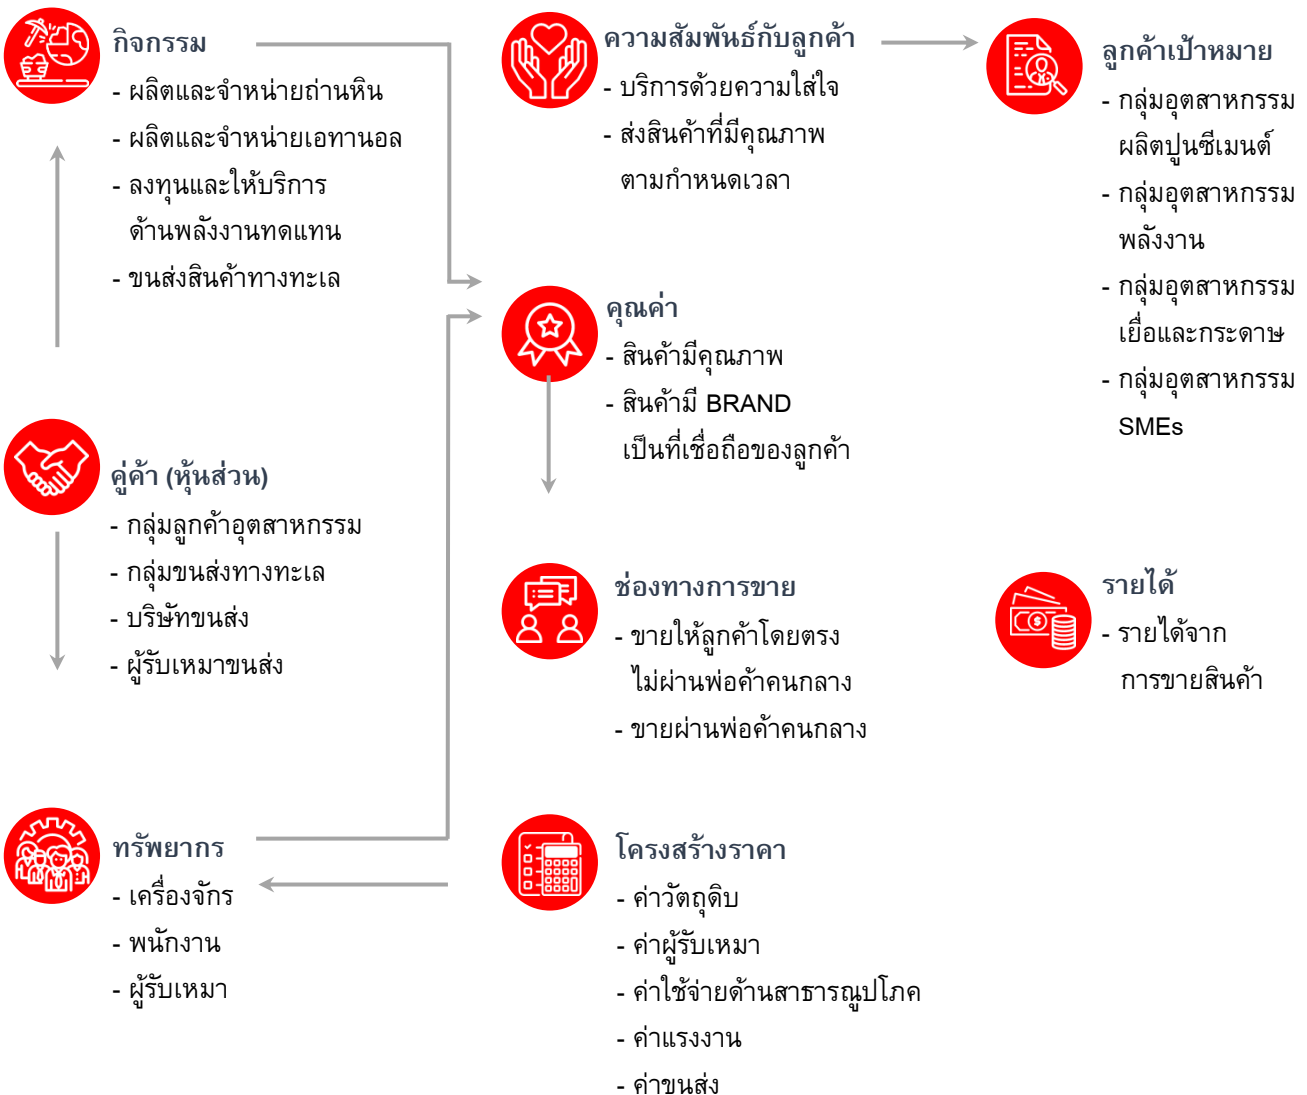 กิจกรรม
- ผลิตและจำหน่ายถ่านหิน
- ผลิตและจำหน่ายเอทานอล
- ลงทุนและให้บริการ
ด้านพลังงานทดแทน
- ขนส่งสินค้าทางทะเล
คู่ค้า (หุ้นส่วน)
- กลุ่มลูกค้าอุตสาหกรรม
- กลุ่มขนส่งทางทะเล
- บริษัทขนส่ง
- ผู้รับเหมาขนส่ง
ทรัพยากร
- เครื่องจักร
- พนักงาน
- ผู้รับเหมา
ความสัมพันธ์กับลูกค้า
- บริการด้วยความใส่ใจ
- ส่งสินค้าที่มีคุณภาพ
ตามกำหนดเวลา
คุณค่า
- สินค้ามีคุณภาพ
- สินค้ามี BRAND
เป็นที่เชื่อถือของลูกค้า
ช่องทางการขาย
- ขายให้ลูกค้าโดยตรง
ไม่ผ่านพ่อค้าคนกลาง
- ขายผ่านพ่อค้าคนกลาง
โครงสร้างราคา
- ค่าวัตถุดิบ
- ค่าผู้รับเหมา
- ค่าใช้จ่ายด้านสาธารณูปโภค
- ค่าแรงงาน
- ค่าขนส่ง
ลูกค้าเป้าหมาย
- กลุ่มอุตสาหกรรม
ผลิตปูนซีเมนต์
- กลุ่มอุตสาหกรรม
พลังงาน
- กลุ่มอุตสาหกรรม
เยื่อและกระดาษ
- กลุ่มอุตสาหกรรม
SMEs
รายได้
- รายได้จาก
การขายสินค้า